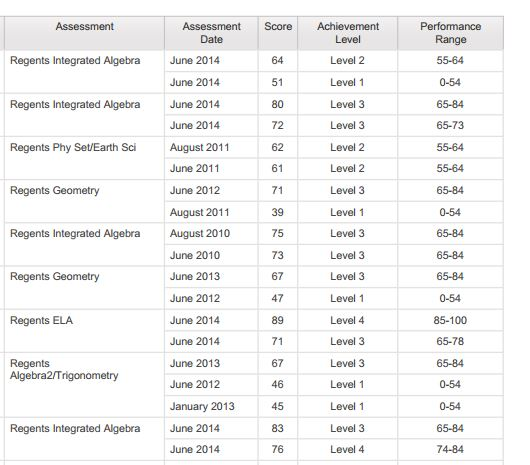 Assessment Assessment Date Score Achievement Level Performance Range
Regents Integrated Algebra June 2014 64 Level 2 55-64
June 2014 51 Level 1 0-54
Regents Integrated Algebra June 2014 80 Level 3 65-84
June 2014 72 Level 3 65-73
Regents Phy Set/Earth Sci August 2011 62 Level 2 55-64
June 2011 61 Level 2 55-64
Regents Geometry June 2012 71 Level 3 65-84
August 2011 39 Level 1 0-54
Regents Integrated Algebra August 2010 75 Level 3 65-84
June 2010 73 Level 3 65-84
Regents Geometry June 2013 67 Level 3 65-84
June 2012 47 Level 1 0-54
Regents ELA June 2014 89 Level 4 85-100
June 2014 71 Level 3 65-78
Regents Algebra2/Trigonometry June 2013 67 Level 3 65-84
June 2012 46 Level 1 0-54
January 2013 45 Level 1 0-54
Regents Integrated Algebra June 2014 83 Level 3 65-84
June 2014 76 Level 4 74-84